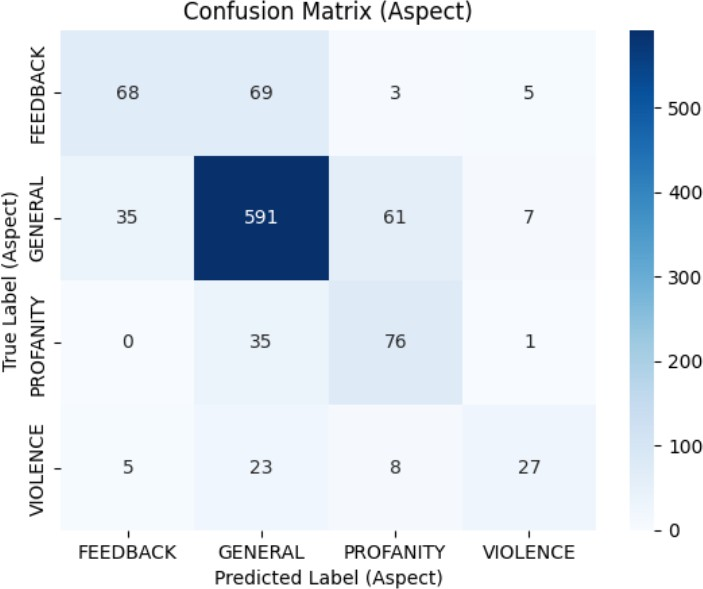 Confusion Matrix (Aspect)
True Label (Aspect)
FEEDBACK 68 69 3 5
GENERAL 35 591 61 7
PROFANITY 0 35 76 1
VIOLENCE 5 23 8 27
FEEDBACK GENERAL PROFANITY VIOLENCE
Predicted Label (Aspect)
500
400
300
200
100
0